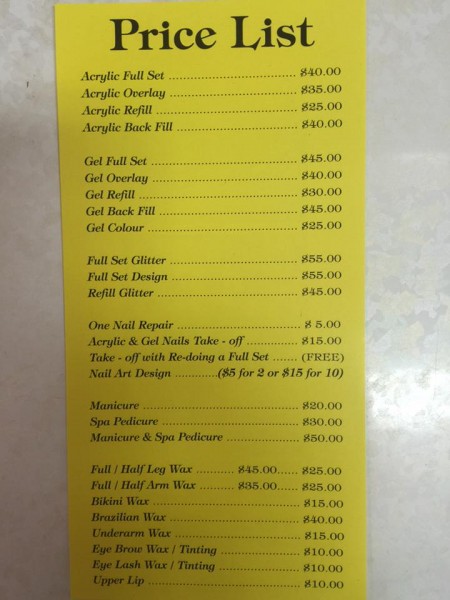 Price List
Acrylic Full Set .................................. $40.00
Acrylic Overlay .................................. $35.00
Acrylic Refill ..................................... $25.00
Acrylic Back Fill ................................ $40.00
Gel Full Set ........................................ $45.00
Gel Overlay ........................................ $40.00
Gel Refill ........................................... $30.00
Gel Back Fill ..................................... $45.00
Gel Colour ......................................... $25.00
Full Set Glitter ................................... $55.00
Full Set Design .................................. $55.00
Refill Glitter ...................................... $45.00
One Nail Repair ................................ $ 5.00
Acrylic & Gel Nails Take - off .............. $15.00
Take - off with Re-doing a Full Set ....... (FREE)
Nail Art Design ............($5 for 2 or $15 for 10)
Manicure .......................................... $20.00
Spa Pedicure ..................................... $30.00
Manicure & Spa Pedicure ................... $50.00
Full / Half Leg Wax .......... $45.00...... $25.00
Full / Half Arm Wax ......... $35.00...... $25.00
Bikini Wax ........................................ $15.00
Brazilian Wax .................................... $40.00
Underarm Wax .................................. $15.00
Eye Brow Wax / Tinting ..................... $10.00
Eye Lash Wax / Tinting ..................... $10.00
Upper Lip .......................................... $10.00